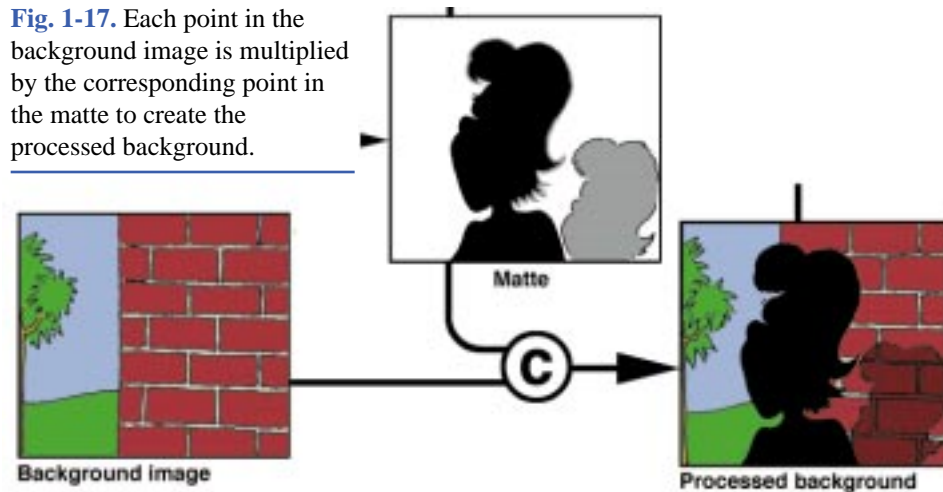 Fig. 1-17. Each point in the
background image is multiplied
by the corresponding point in
the matte to create the
processed background.
Matte
C
Background image
Processed background